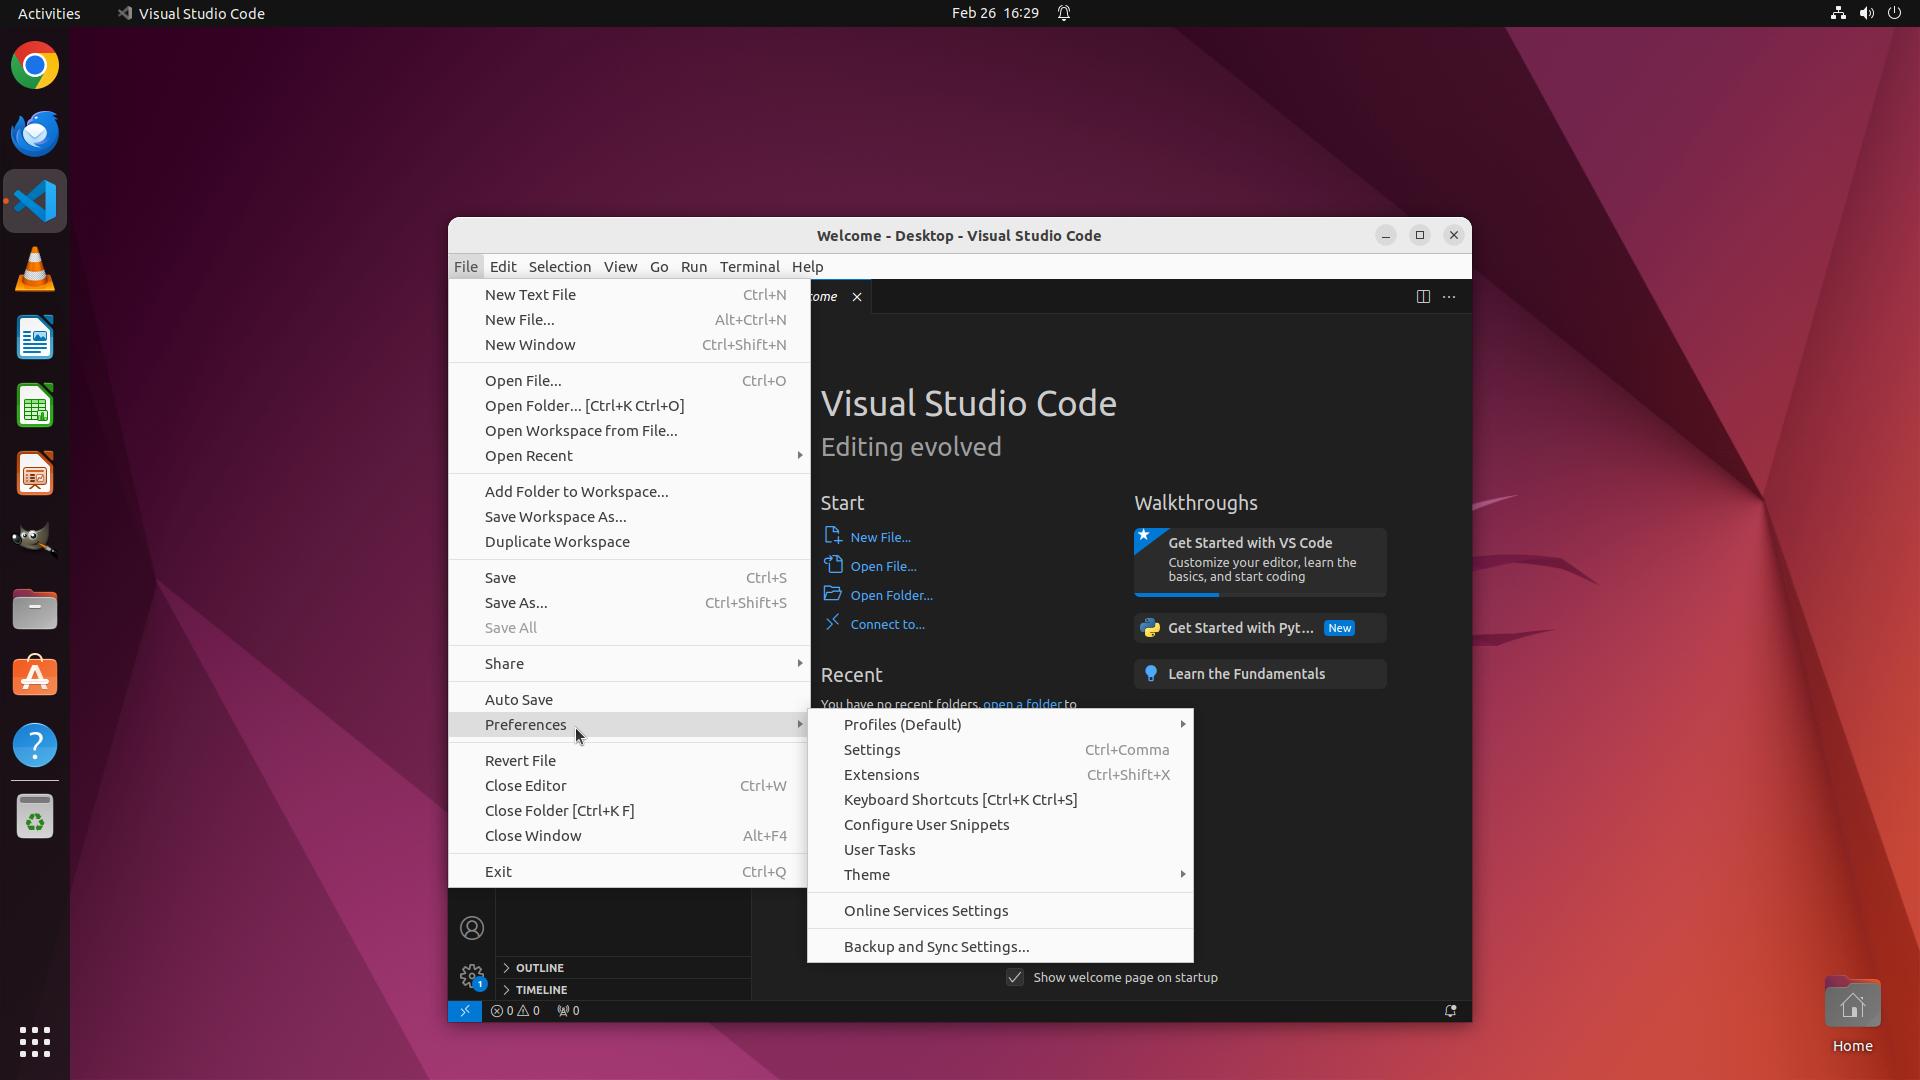 Activities
Visual Studio Code
Feb 26 16:29
Welcome - Desktop - Visual Studio Code
File Edit Selection View Go Run Terminal Help
New Text File Ctrl+N
New File... Alt+Ctrl+N
New Window Ctrl+Shift+N
Open File... Ctrl+O
Open Folder... [Ctrl+K Ctrl+O]
Open Workspace from File...
Open Recent
Add Folder to Workspace...
Save Workspace As...
Duplicate Workspace
Save Ctrl+S
Save As... Ctrl+Shift+S
Save All
Share
Auto Save
Preferences
Revert File
Close Editor Ctrl+W
Close Folder [Ctrl+K F]
Close Window Alt+F4
Exit Ctrl+Q
Profiles (Default)
Settings Ctrl+Comma
Extensions Ctrl+Shift+X
Keyboard Shortcuts [Ctrl+K Ctrl+S]
Configure User Snippets
User Tasks
Theme
Online Services Settings
Backup and Sync Settings...
Visual Studio Code
Editing evolved
Start
New File...
Open File...
Open Folder...
Connect to...
Recent
You have no recent folders, open a folder to
Walkthroughs
Get Started with VS Code
Customize your editor, learn the
basics, and start coding
Get Started with Pyt... New
Learn the Fundamentals
Show welcome page on startup
1
OUTLINE
TIMELINE
0 0 0
Home